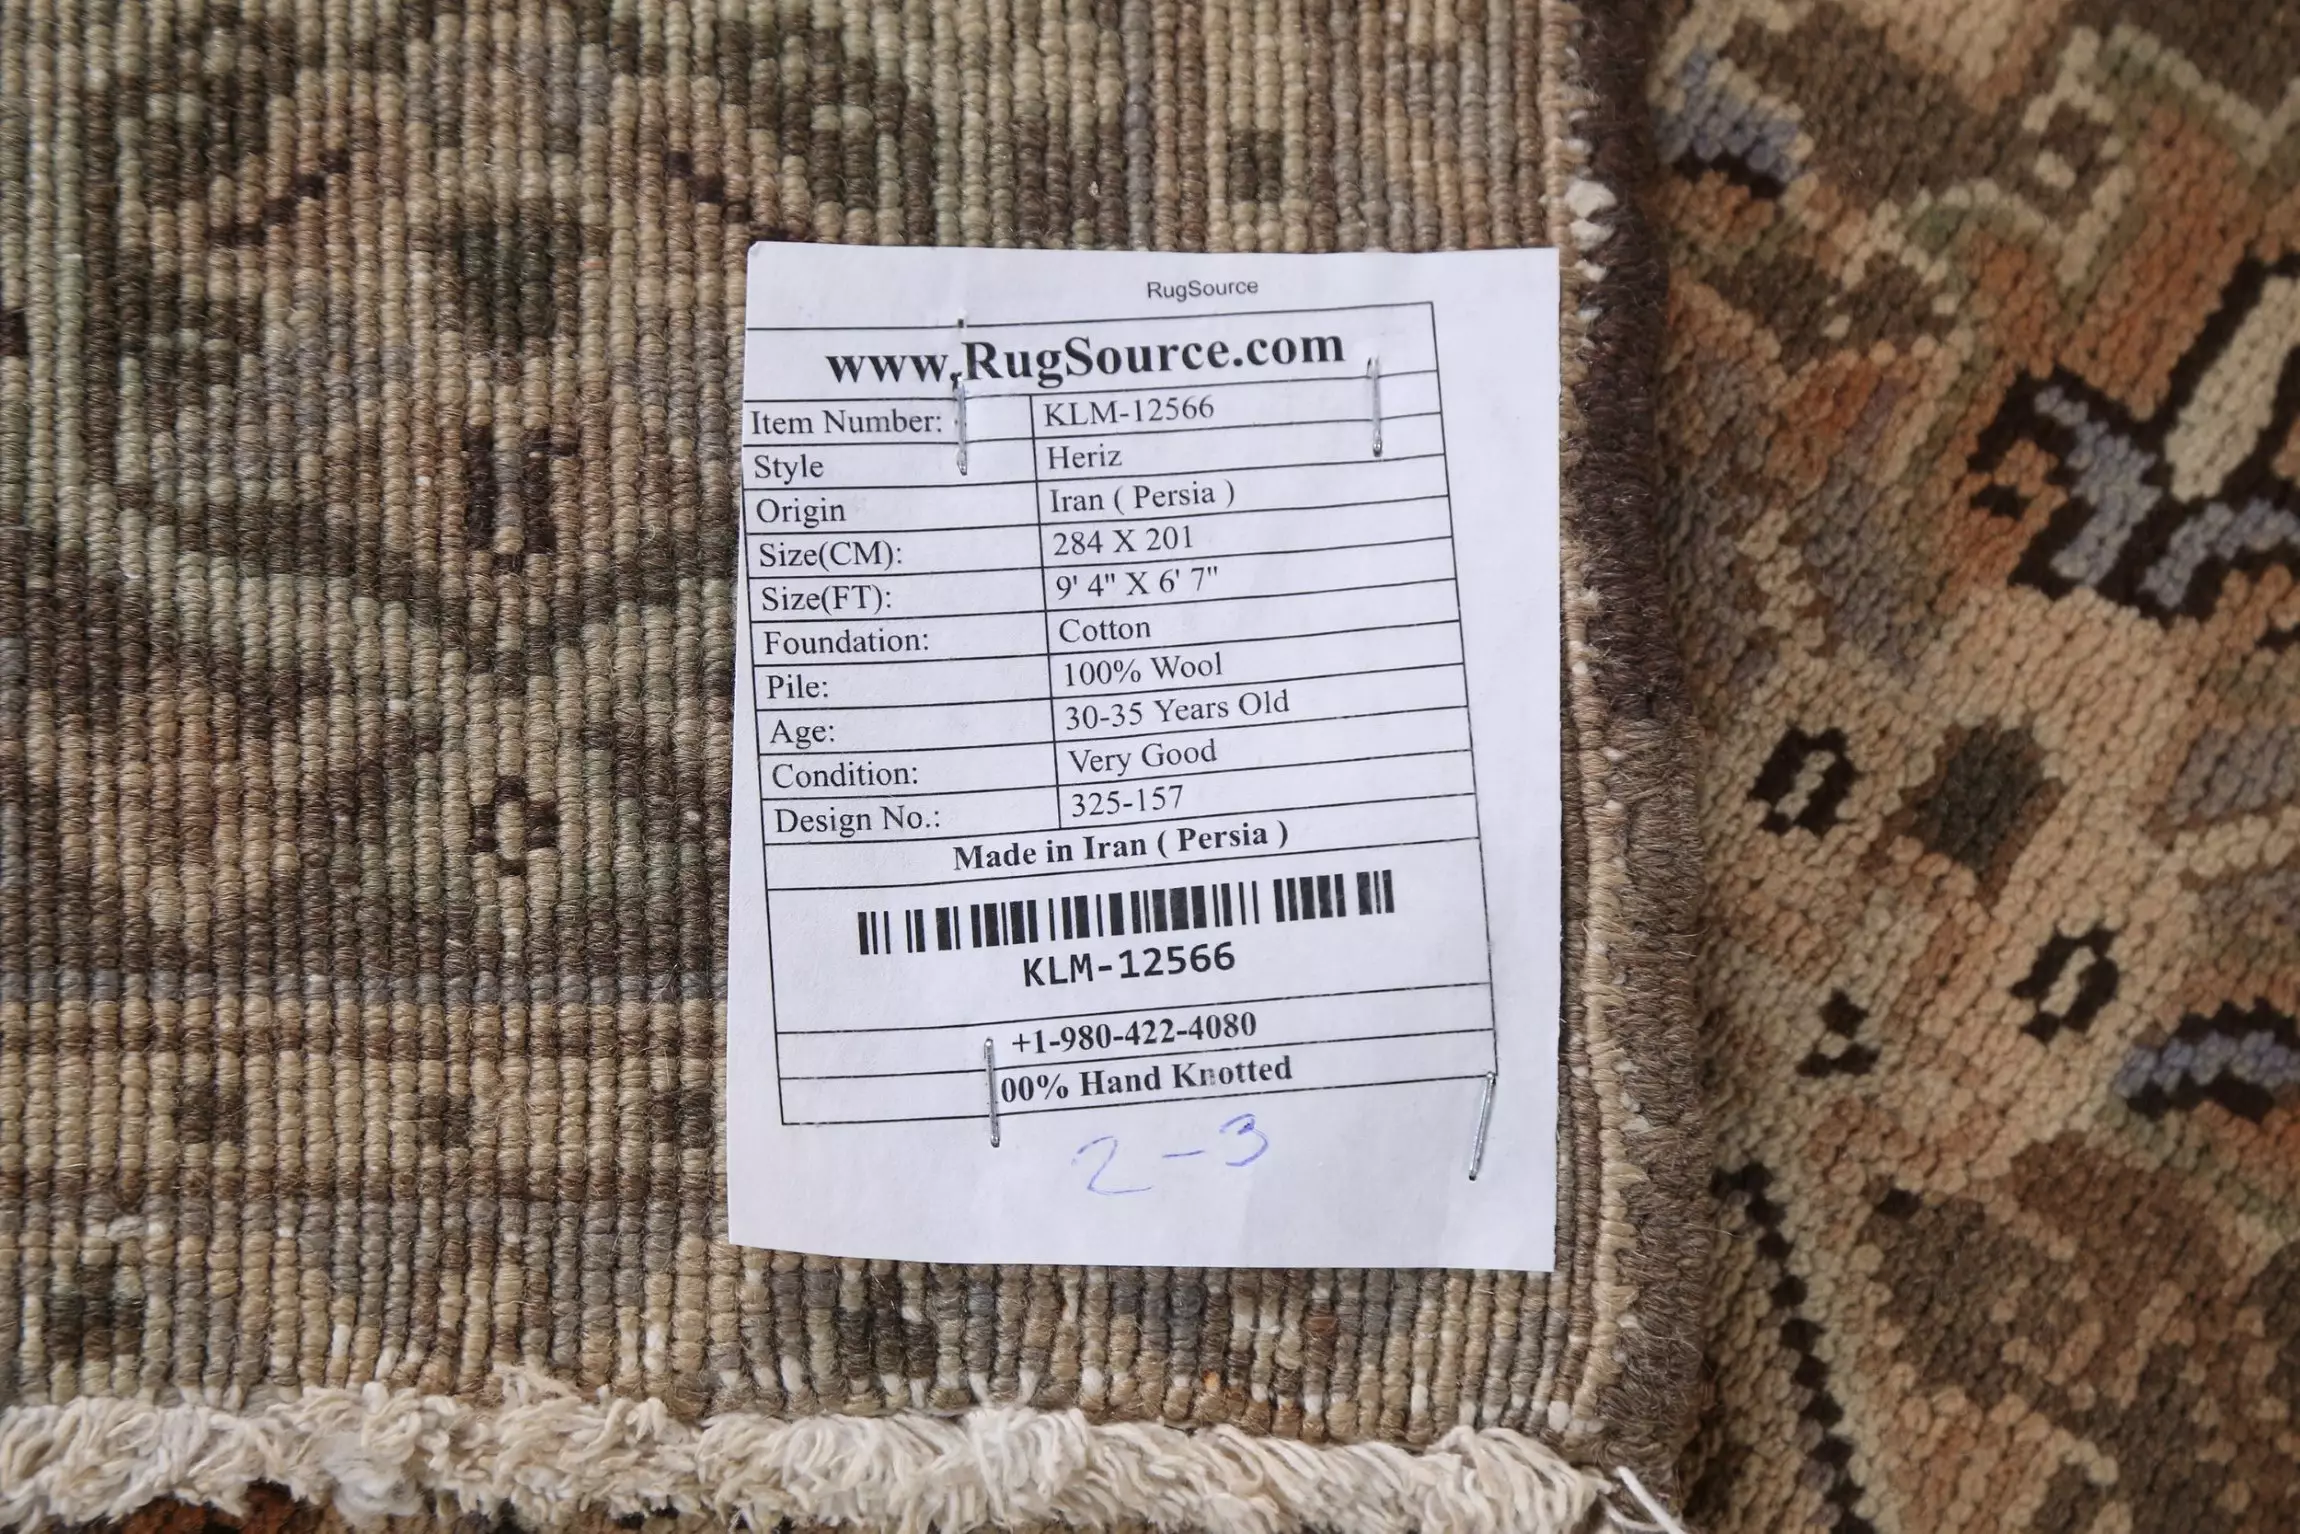 RugSource
www.RugSource.com
Item Number: KLM-12566
Style Heriz
Origin Iran ( Persia )
Size(CM): 284 X 201
Size(FT): 9' 4" X 6' 7"
Foundation: Cotton
Pile: 100% Wool
Age: 30-35 Years Old
Condition: Very Good
Design No.: 325-157
Made in Iran ( Persia )
KLM-12566
+1-980-422-4080
00% Hand Knotted
2-3